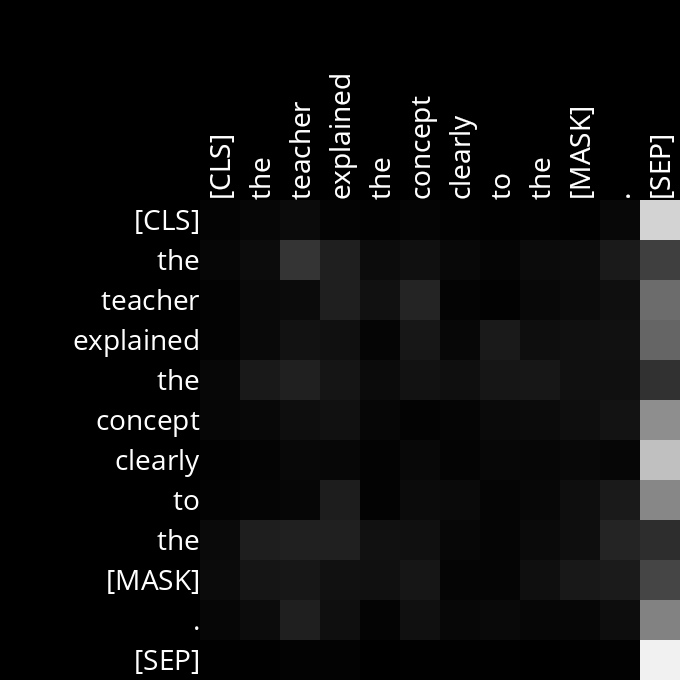 [CLS]
the
teacher
explained
the
concept
clearly
to
the
[MASK]
.
[SEP]
[CLS]
the
teacher
explained
the
concept
clearly
to
the
[MASK]
.
[SEP]